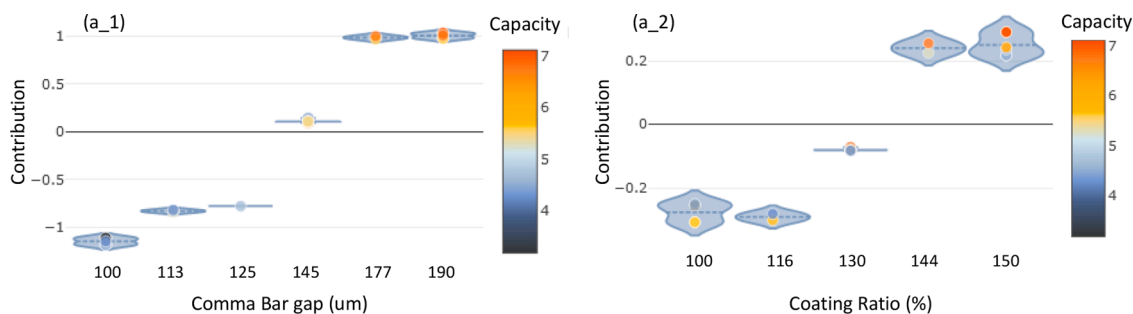 (a_1)
Capacity
1
0.5
0
−0.5
−1
Contribution
7
6
5
4
100 113 125 145 177 190
Comma Bar gap (um)
(a_2)
Capacity
0.2
0
−0.2
Contribution
7
6
5
4
100 116 130 144 150
Coating Ratio (%)